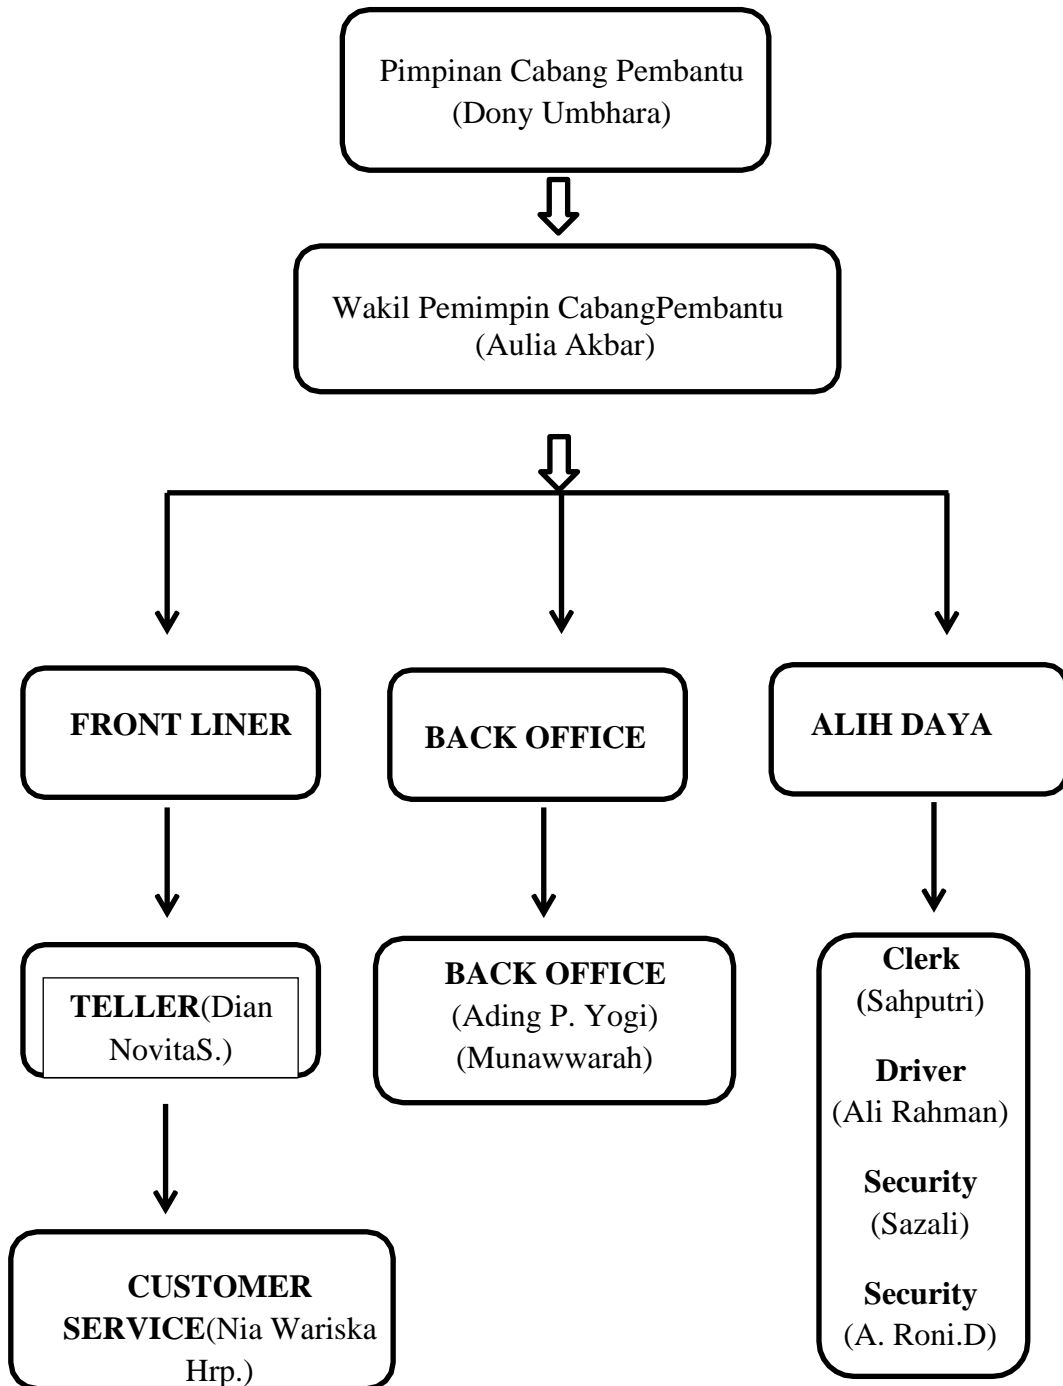 Pimpinan Cabang Pembantu
(Dony Umbhara)
Wakil Pemimpin CabangPembantu
(Aulia Akbar)
FRONT LINER
BACK OFFICE
ALIH DAYA
TELLER(Dian
NovitaS.)
CUSTOMER
SERVICE(Nia Wariska
Hrp.)
BACK OFFICE
(Ading P. Yogi)
(Munawwarah)
Clerk
(Sahputri)
Driver
(Ali Rahman)
Security
(Sazali)
Security
(A. Roni.D)